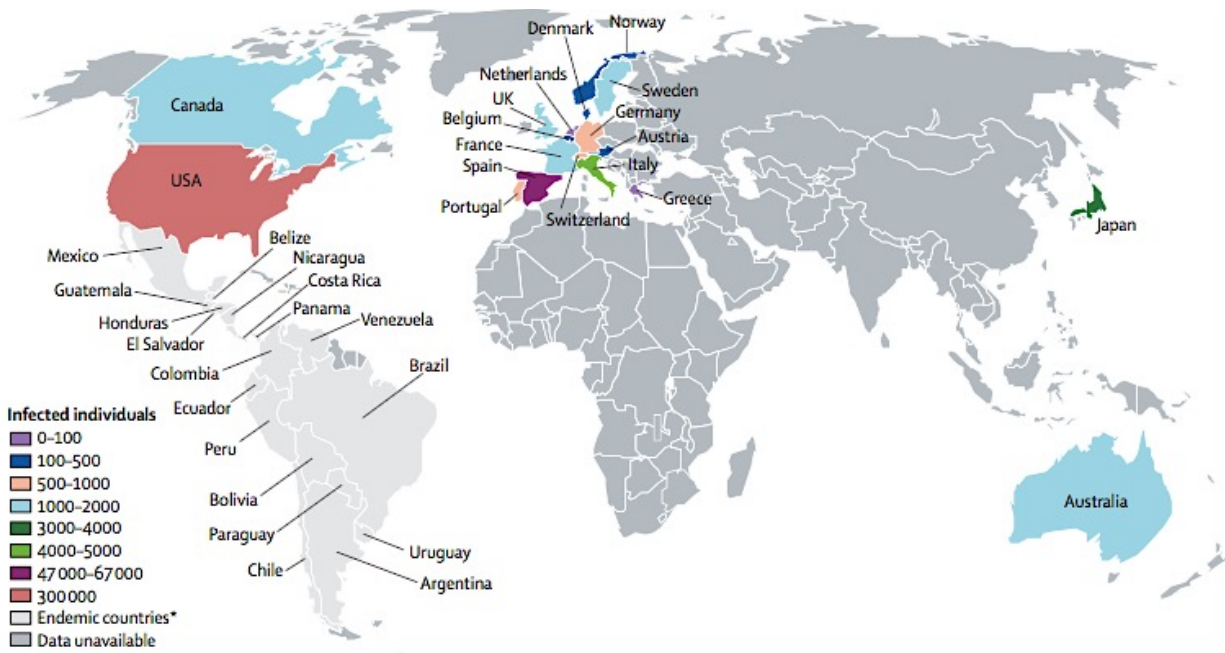 Canada
USA
Mexico
Guatemala
Honduras
El Salvador
Belize
Nicaragua
Costa Rica
Panama
Venezuela
Colombia
Ecuador
Peru
Brazil
Bolivia
Paraguay
Chile
Uruguay
Argentina
Denmark
Norway
Netherlands
UK
Belgium
France
Spain
Portugal
Sweden
Germany
Austria
Italy
Greece
Switzerland
Japan
Australia
Infected individuals
0–100
100–500
500–1000
1000–2000
3000–4000
4000–5000
47 000–67 000
300 000
Endemic countries*
Data unavailable